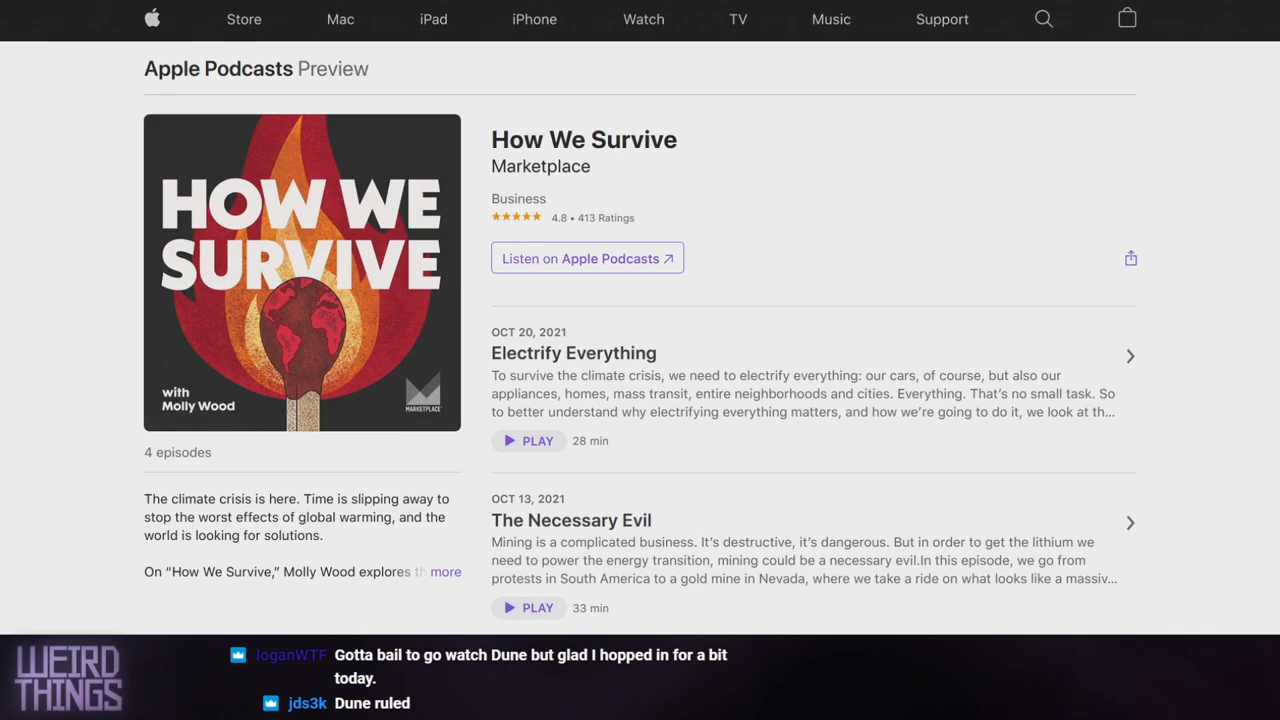 Store Mac iPad iPhone Watch TV Music Support
Apple Podcasts Preview
HOW WE
SURVIVE
with
Molly Wood
MARKETPLACE
4 episodes
The climate crisis is here. Time is slipping away to
stop the worst effects of global warming, and the
world is looking for solutions.
On “How We Survive,” Molly Wood explores th more
How We Survive
Marketplace
Business
4.8 • 413 Ratings
Listen on Apple Podcasts ↗
OCT 20, 2021
Electrify Everything
To survive the climate crisis, we need to electrify everything: our cars, of course, but also our
appliances, homes, mass transit, entire neighborhoods and cities. Everything. That’s no small task. So
to better understand why electrifying everything matters, and how we’re going to do it, we look at th…
PLAY 28 min
OCT 13, 2021
The Necessary Evil
Mining is a complicated business. It’s destructive, it’s dangerous. But in order to get the lithium we
need to power the energy transition, mining could be a necessary evil.In this episode, we go from
protests in South America to a gold mine in Nevada, where we take a ride on what looks like a massiv…
PLAY 33 min
WEIRD
THINGS
loganWTF Gotta bail to go watch Dune but glad I hopped in for a bit
today.
jds3k Dune ruled